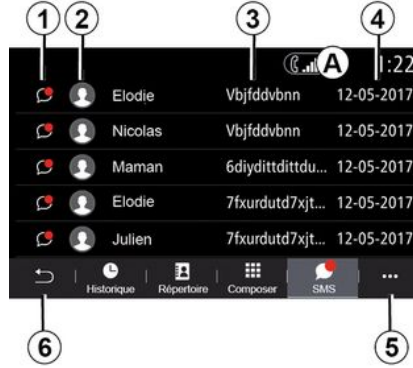 1 2 3 4
A 1:22
Elodie Vbjfddvbnn 12-05-2017
Nicolas Vbjfddvbnn 12-05-2017
Maman 6diydittdittdu... 12-05-2017
Elodie 7fxurdutd7xjt... 12-05-2017
Julien 7fxurdutd7xjt... 12-05-2017
Historique Répertoire Composer SMS ...
6 5